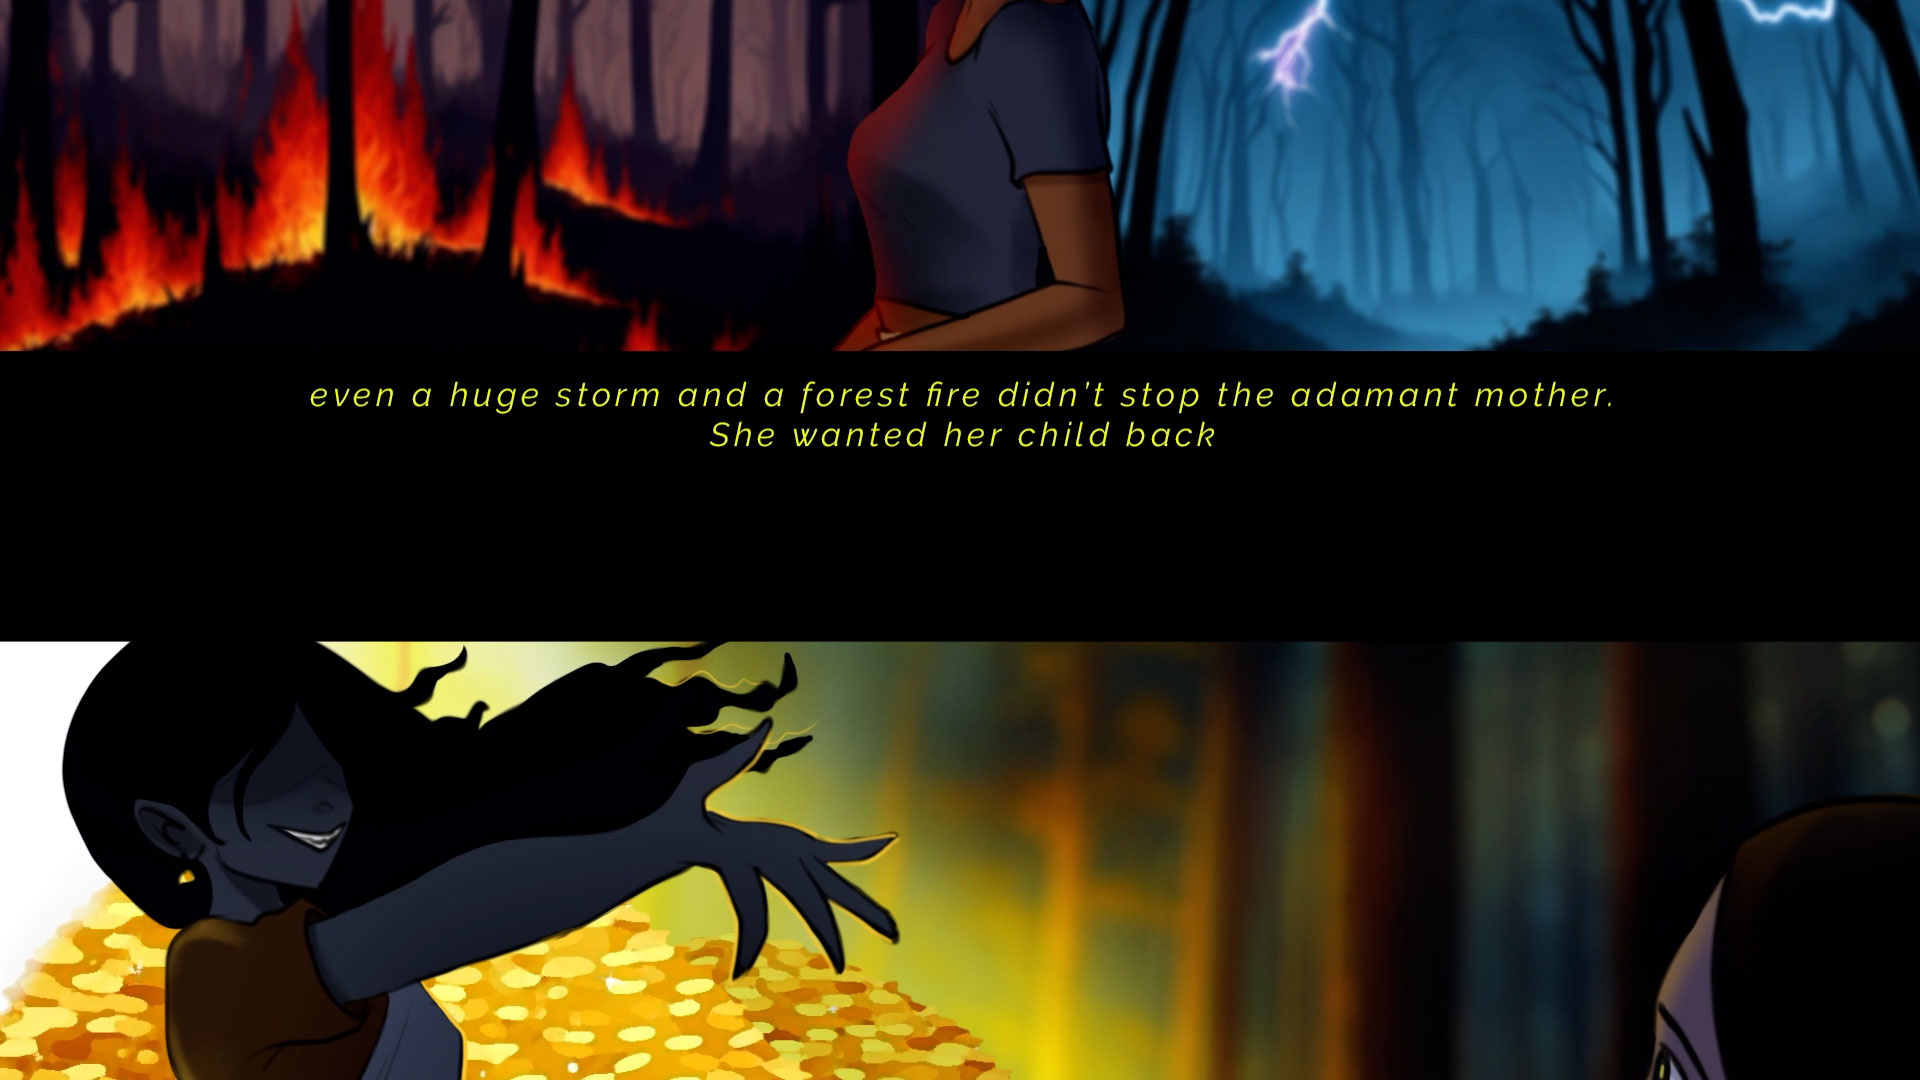 even a huge storm and a forest fire didn't stop the adamant mother.
She wanted her child back